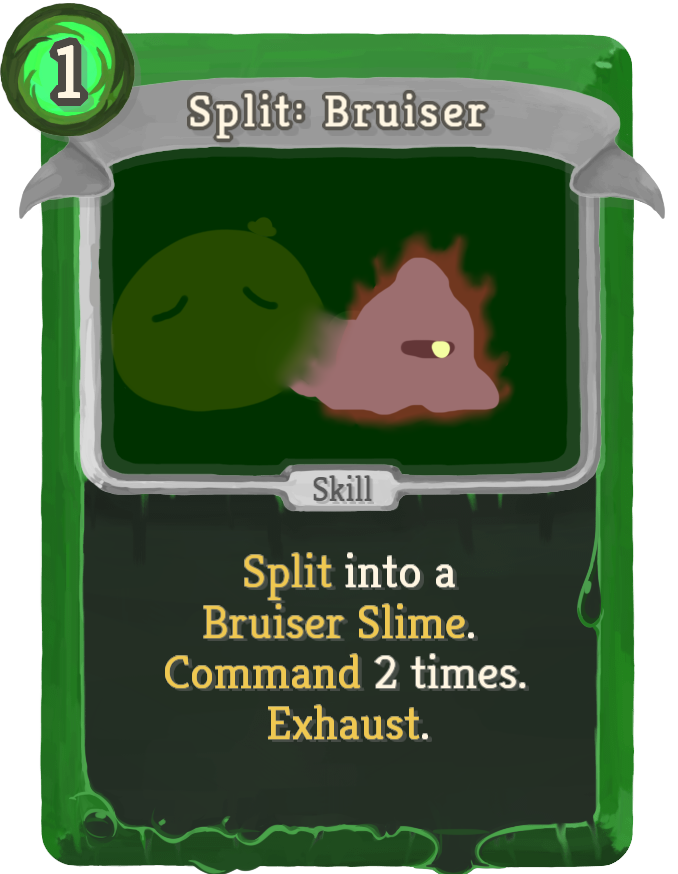 1
Split: Bruiser
Skill
Split into a
Bruiser Slime.
Command 2 times.
Exhaust.